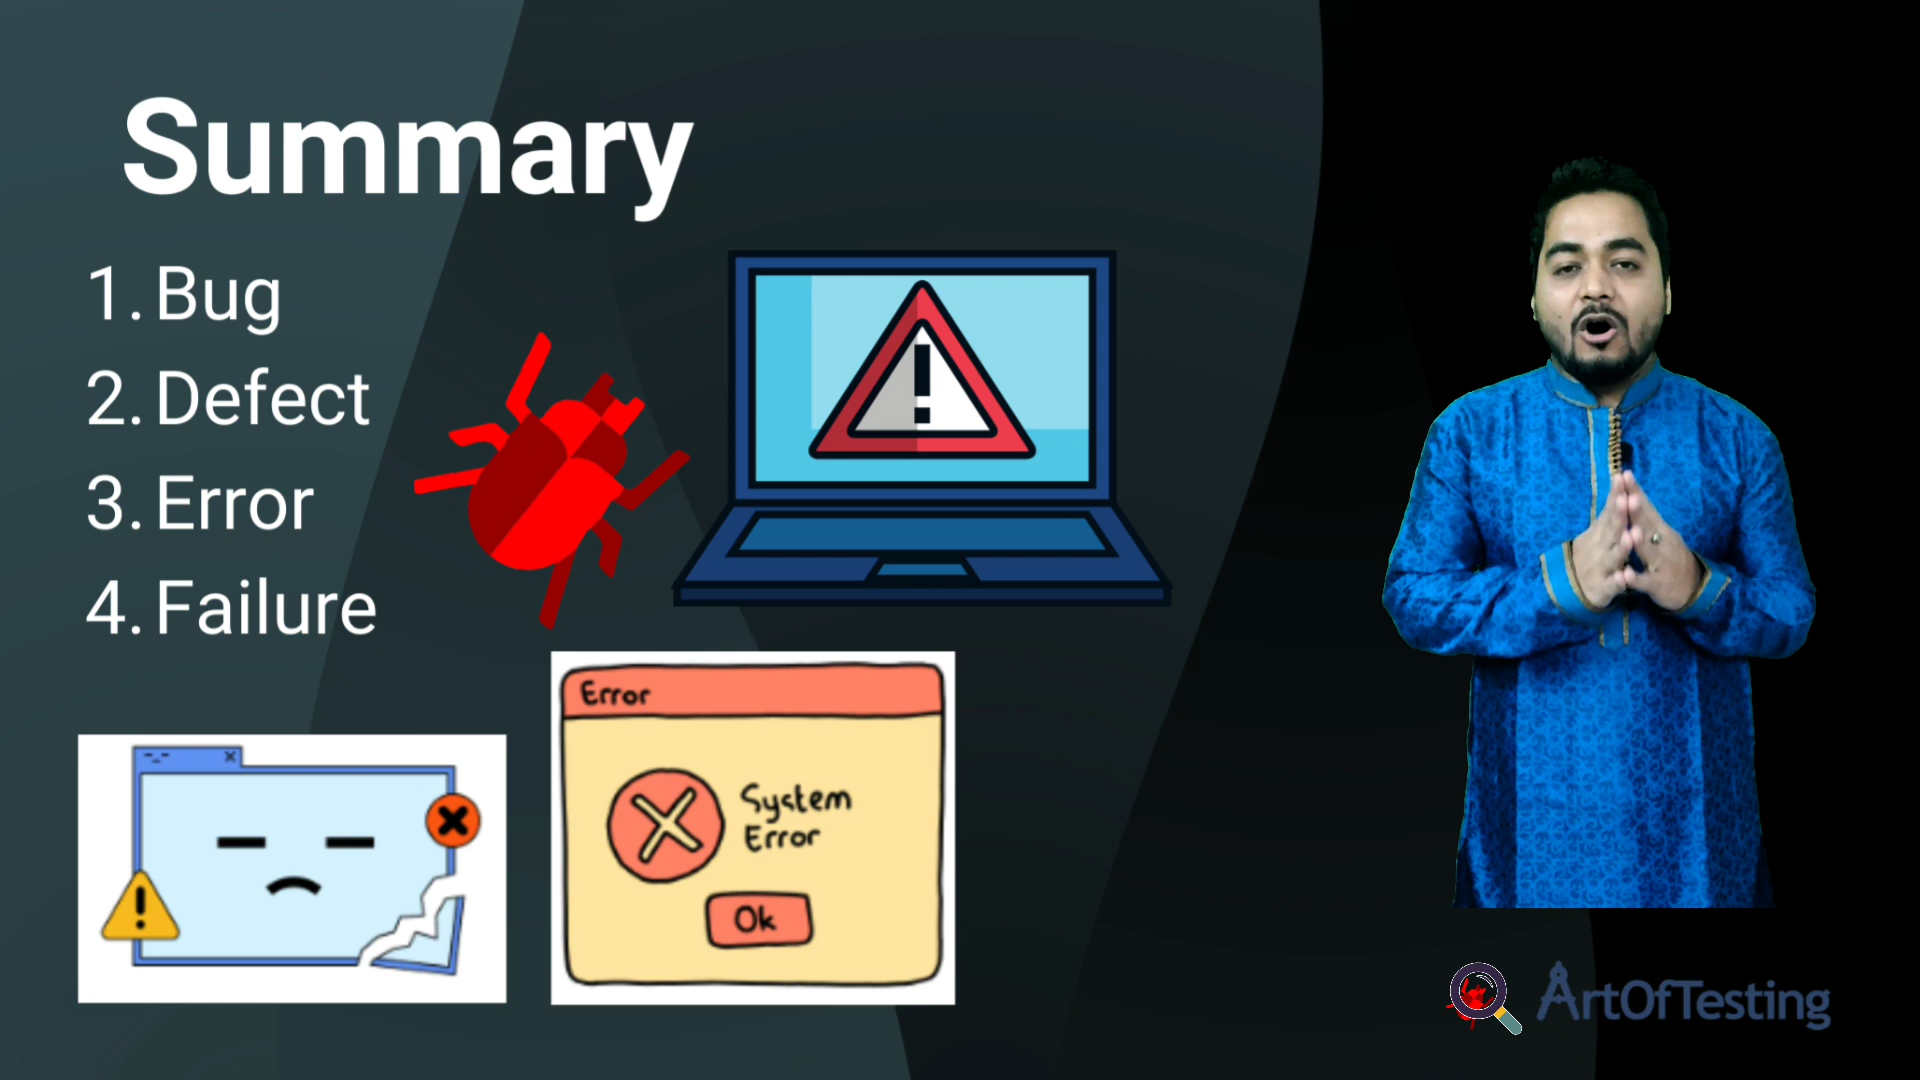 Summary
1. Bug
2. Defect
3. Error
4. Failure
Error
System
Error
Ok
ArtOfTesting